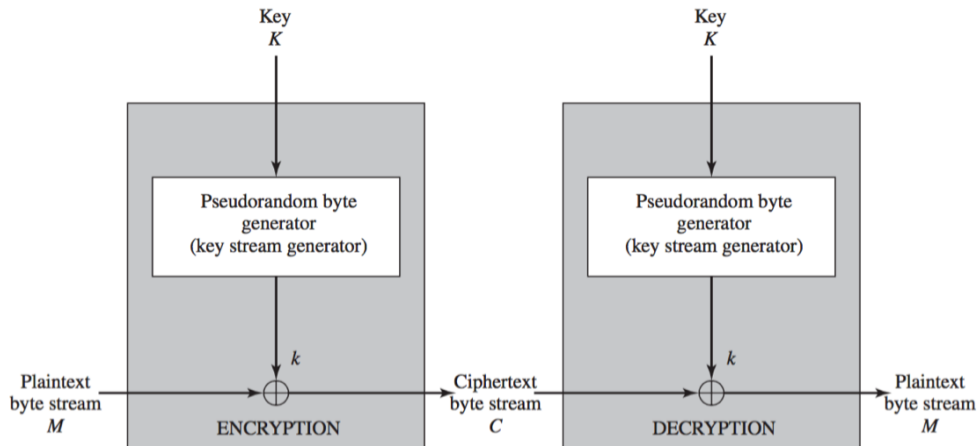 Key
K
Key
K
Pseudorandom byte
generator
(key stream generator)
Pseudorandom byte
generator
(key stream generator)
k
k
Plaintext
byte stream
M
ENCRYPTION
Ciphertext
byte stream
C
DECRYPTION
Plaintext
byte stream
M